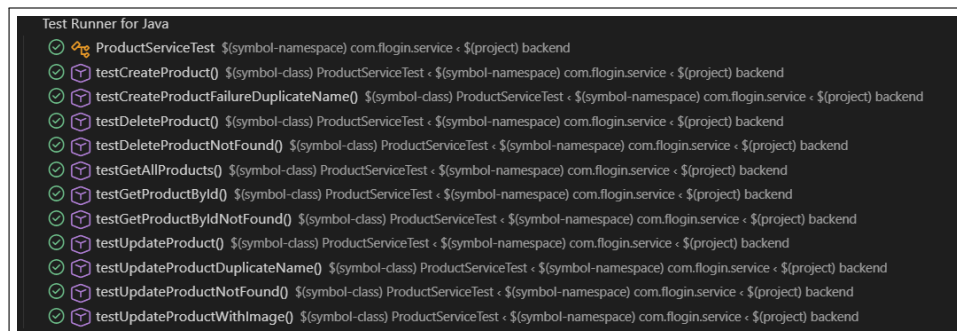 Test Runner for Java
ProductServiceTest $(symbol-namespace) com.flogin.service < $(project) backend
testCreateProduct() $(symbol-class) ProductServiceTest < $(symbol-namespace) com.flogin.service < $(project) backend
testCreateProductFailureDuplicateName() $(symbol-class) ProductServiceTest < $(symbol-namespace) com.flogin.service < $(project) backend
testDeleteProduct() $(symbol-class) ProductServiceTest < $(symbol-namespace) com.flogin.service < $(project) backend
testDeleteProductNotFound() $(symbol-class) ProductServiceTest < $(symbol-namespace) com.flogin.service < $(project) backend
testGetAllProducts() $(symbol-class) ProductServiceTest < $(symbol-namespace) com.flogin.service < $(project) backend
testGetProductById() $(symbol-class) ProductServiceTest < $(symbol-namespace) com.flogin.service < $(project) backend
testGetProductByIdNotFound() $(symbol-class) ProductServiceTest < $(symbol-namespace) com.flogin.service < $(project) backend
testUpdateProduct() $(symbol-class) ProductServiceTest < $(symbol-namespace) com.flogin.service < $(project) backend
testUpdateProductDuplicateName() $(symbol-class) ProductServiceTest < $(symbol-namespace) com.flogin.service < $(project) backend
testUpdateProductNotFound() $(symbol-class) ProductServiceTest < $(symbol-namespace) com.flogin.service < $(project) backend
testUpdateProductWithImage() $(symbol-class) ProductServiceTest < $(symbol-namespace) com.flogin.service < $(project) backend